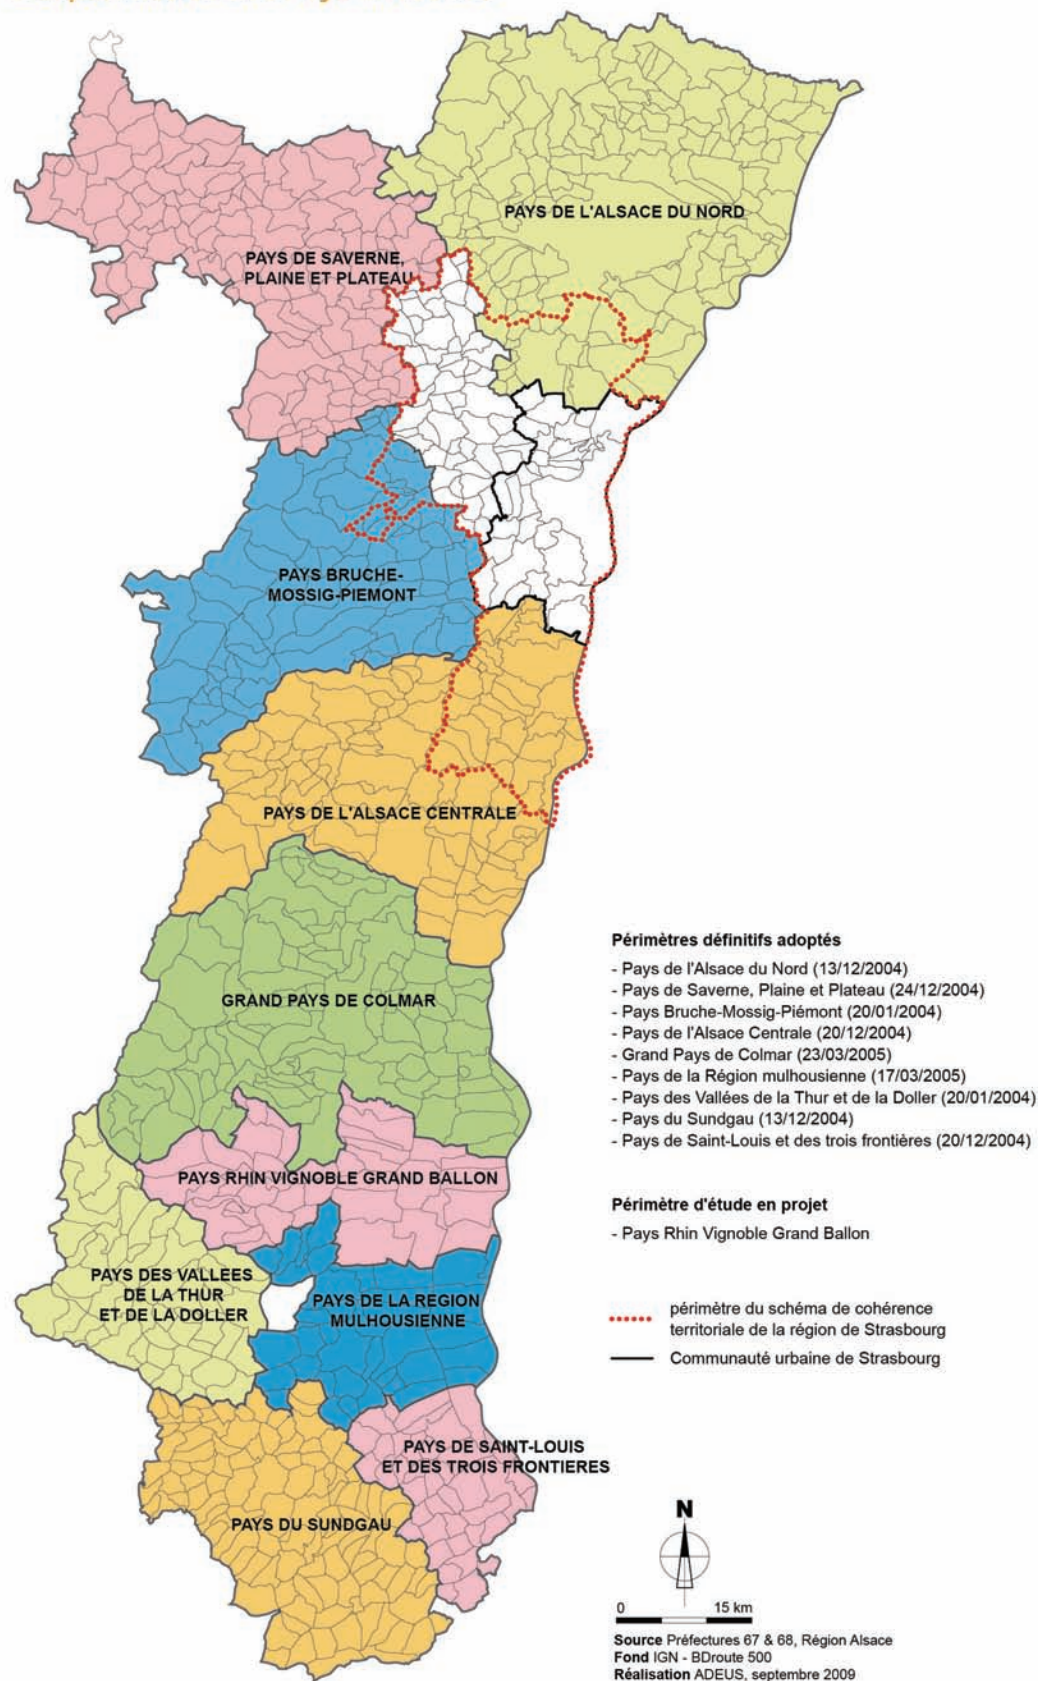 PAYS DE L'ALSACE DU NORD
PAYS DE SAVERNE,
PLAINE ET PLATEAU
PAYS BRUCHE-
MOSSIG-PIEMONT
PAYS DE L'ALSACE CENTRALE
GRAND PAYS DE COLMAR
PAYS RHIN VIGNOBLE GRAND BALLON
PAYS DES VALLEES
DE LA THUR
ET DE LA DOLLER
PAYS DE LA REGION
MULHOUSIENNE
PAYS DE SAINT-LOUIS
ET DES TROIS FRONTIERES
PAYS DU SUNDGAU
Périmètres définitifs adoptés
- Pays de l'Alsace du Nord (13/12/2004)
- Pays de Saverne, Plaine et Plateau (24/12/2004)
- Pays Bruche-Mossig-Piémont (20/01/2004)
- Pays de l'Alsace Centrale (20/12/2004)
- Grand Pays de Colmar (23/03/2005)
- Pays de la Région mulhousienne (17/03/2005)
- Pays des Vallées de la Thur et de la Doller (20/01/2004)
- Pays du Sundgau (13/12/2004)
- Pays de Saint-Louis et des trois frontières (20/12/2004)
Périmètre d'étude en projet
- Pays Rhin Vignoble Grand Ballon
périmètre du schéma de cohérence
territoriale de la région de Strasbourg
Communauté urbaine de Strasbourg
N
0 15 km
Source Préfectures 67 & 68, Région Alsace
Fond IGN - BDroute 500
Réalisation ADEUS, septembre 2009